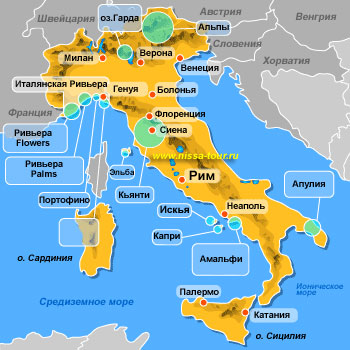 Швейцария
АВСТРИЯ
Венгрия
оз.Гарда
Альпы
Словения
Милан
Верона
Хорватия
Венеция
Италянская Ривьера
Генуя
Болонья
Франция
Флоренция
Ривьера
Flowers
Сиена
www.nissa-tour.ru
Ривьера
Palms
Эльба
Рим
Апулия
Портофино
Кьянти
Искья
Неаполь
Капри
Амальфи
о. Сардиния
Ионическое
море
Средиземное море
Палермо
Катания
о. Сицилия